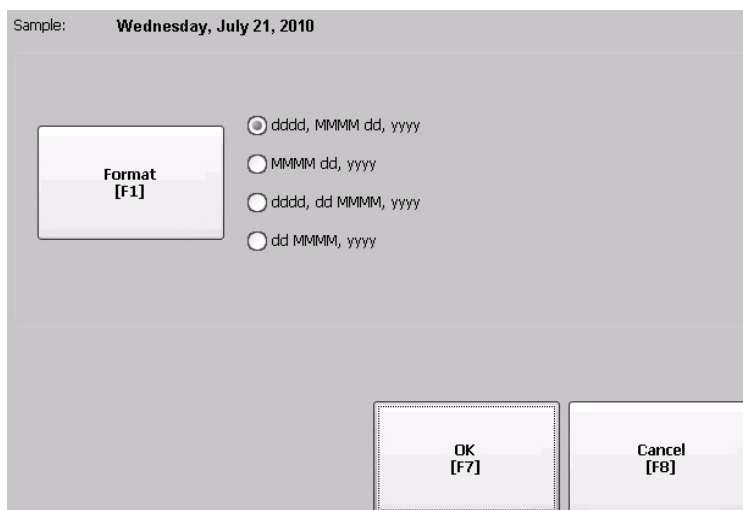 Sample: Wednesday, July 21, 2010
dddd, MMMM dd, yyyy
Format
[F1]
MMMM dd, yyyy
dddd, dd MMMM, yyyy
dd MMMM, yyyy
OK
[F7]
Cancel
[F8]